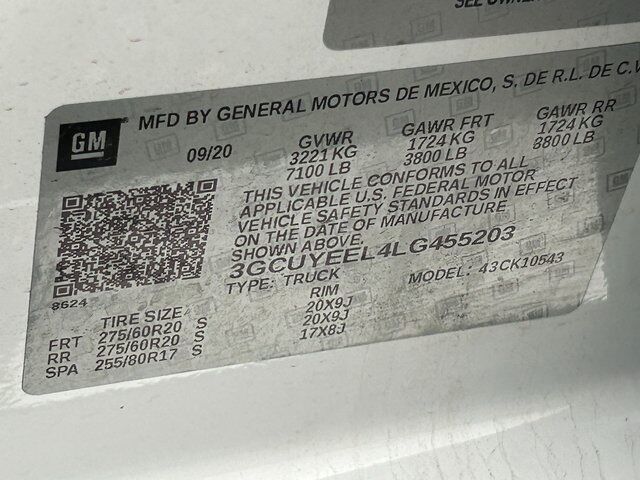 SEE OWNER
MFD BY GENERAL MOTORS DE MEXICO, S. DE R.L. DE C.V
GM
09/20 GVWR GAWR FRT GAWR RR
3221 KG 1724 KG 1724 KG
7100 LB 3800 LB 3800 LB
THIS VEHICLE CONFORMS TO ALL
APPLICABLE U.S. FEDERAL MOTOR
VEHICLE SAFETY STANDARDS IN EFFECT
ON THE DATE OF MANUFACTURE
SHOWN ABOVE.
3GCUYEEL4LG455203
TYPE: TRUCK MODEL: 43CK10543
8624
TIRE SIZE RIM
FRT 275/60R20 S 20X9J
RR 275/60R20 S 20X9J
SPA 255/80R17 S 17X8J